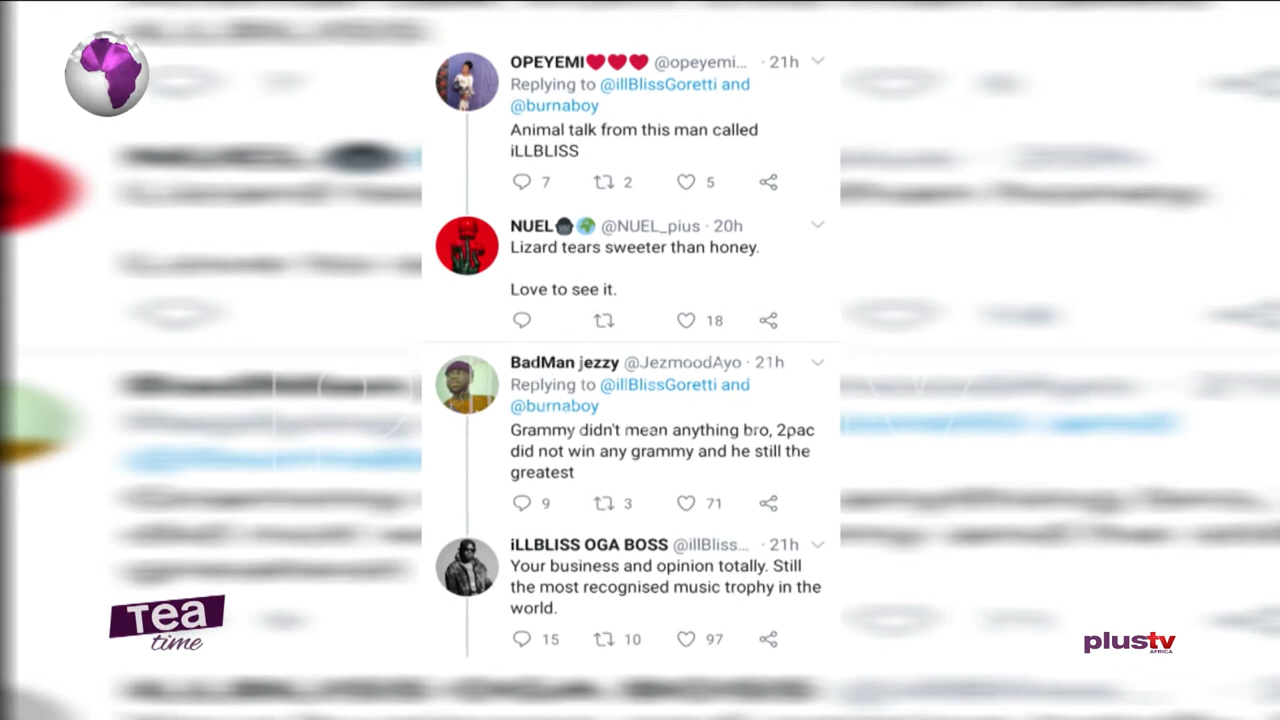 OPEYEMI❤❤❤ @opeyemi... · 21h
Replying to @illBlissGoretti and
@burnaboy
Animal talk from this man called
iLLBLISS
7 2 5
NUEL @NUEL_pius · 20h
Lizard tears sweeter than honey.
Love to see it.
18
BadMan jezzy @JezmoodAyo · 21h
Replying to @illBlissGoretti and
@burnaboy
Grammy didn't mean anything bro, 2pac
did not win any grammy and he still the
greatest
9 3 71
iLLBLISS OGA BOSS @illBliss... · 21h
Your business and opinion totally. Still
the most recognised music trophy in the
world.
15 10 97
Tea
time
plustv
AFRICA